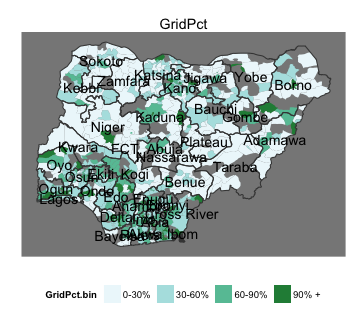 GridPct
Sokoto
Katsina
Jigawa
Yobe
Borno
Kebbi
Zamfara
Kano
Kaduna
Bauchi
Gombe
Niger
Adamawa
Kwara
FCT
Abuja
Plateau
Nassarawa
Oyo
Taraba
Osun
Ekiti
Kogi
Benue
Ogun
Ondo
Edo
Enugu
Lagos
Anambra
Ebonyi
Cross River
Delta
Abia
Bayelsa
Akwa Ibom
GridPct.bin 0-30% 30-60% 60-90% 90% +